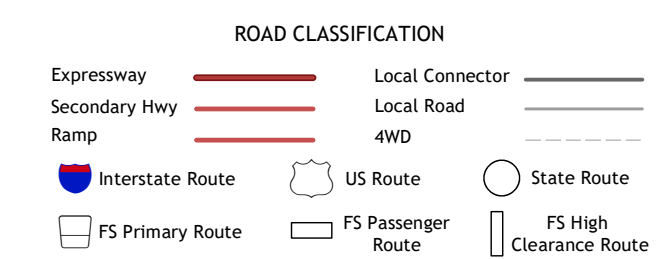 ROAD CLASSIFICATION
Expressway
Local Connector
Secondary Hwy
Local Road
Ramp
4WD
Interstate Route
US Route
State Route
FS Primary Route
FS Passenger
Route
FS High
Clearance Route